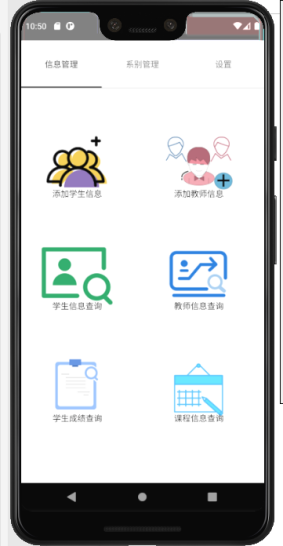 10:50
信息管理 系别管理 设置
添加学生信息 添加教师信息
学生信息查询 教师信息查询
学生成绩查询 课程信息查询